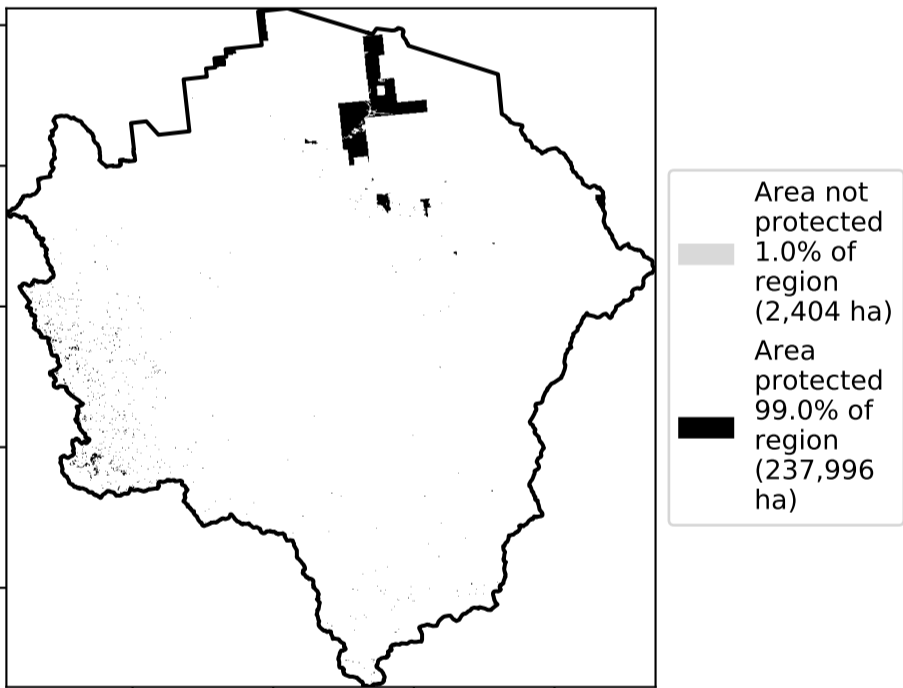 Area not
protected
1.0% of
region
(2,404 ha)
Area
protected
99.0% of
region
(237,996
ha)